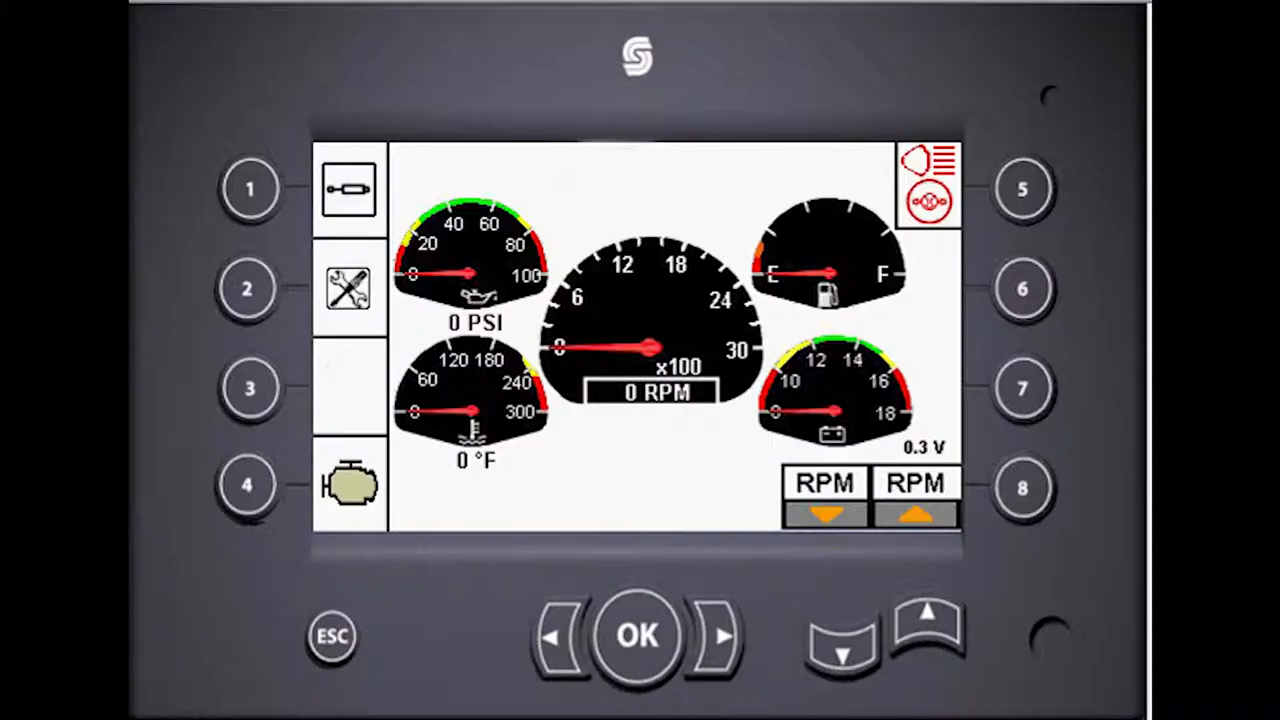 1
2
3
4
5
6
7
8
0 20 40 60 80 100
0 PSI
0 60 120 180 240 300
0 °F
0 6 12 18 24 30
x100
0 RPM
E F
0 10 12 14 16 18
0.3 V
RPM RPM
ESC
OK